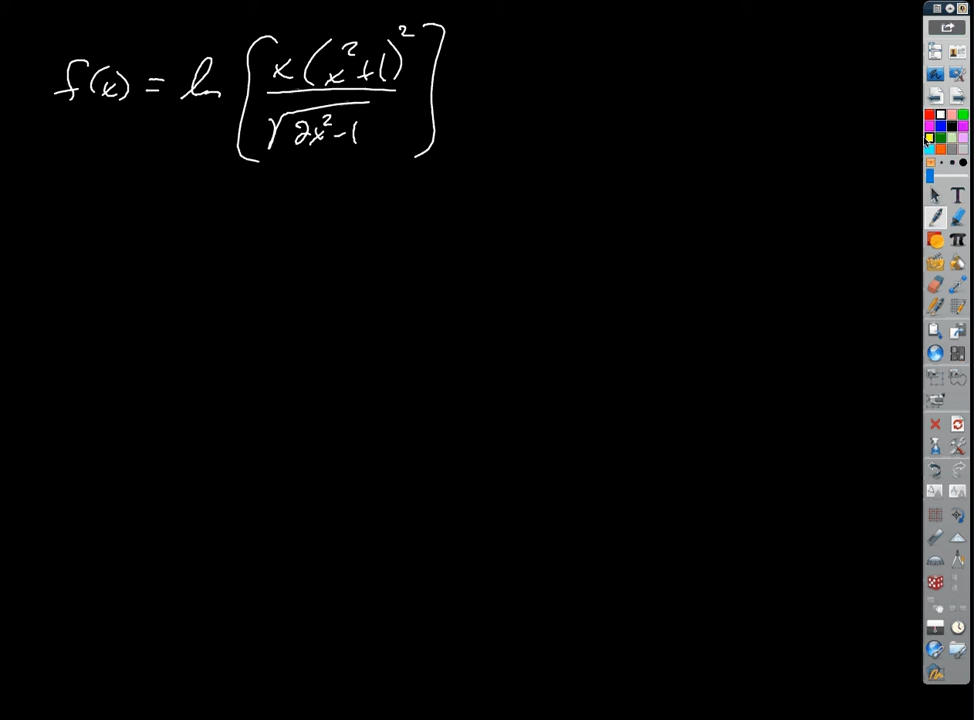 f(x) = ln [ x(x²+1)² / √(2x²-1) ]